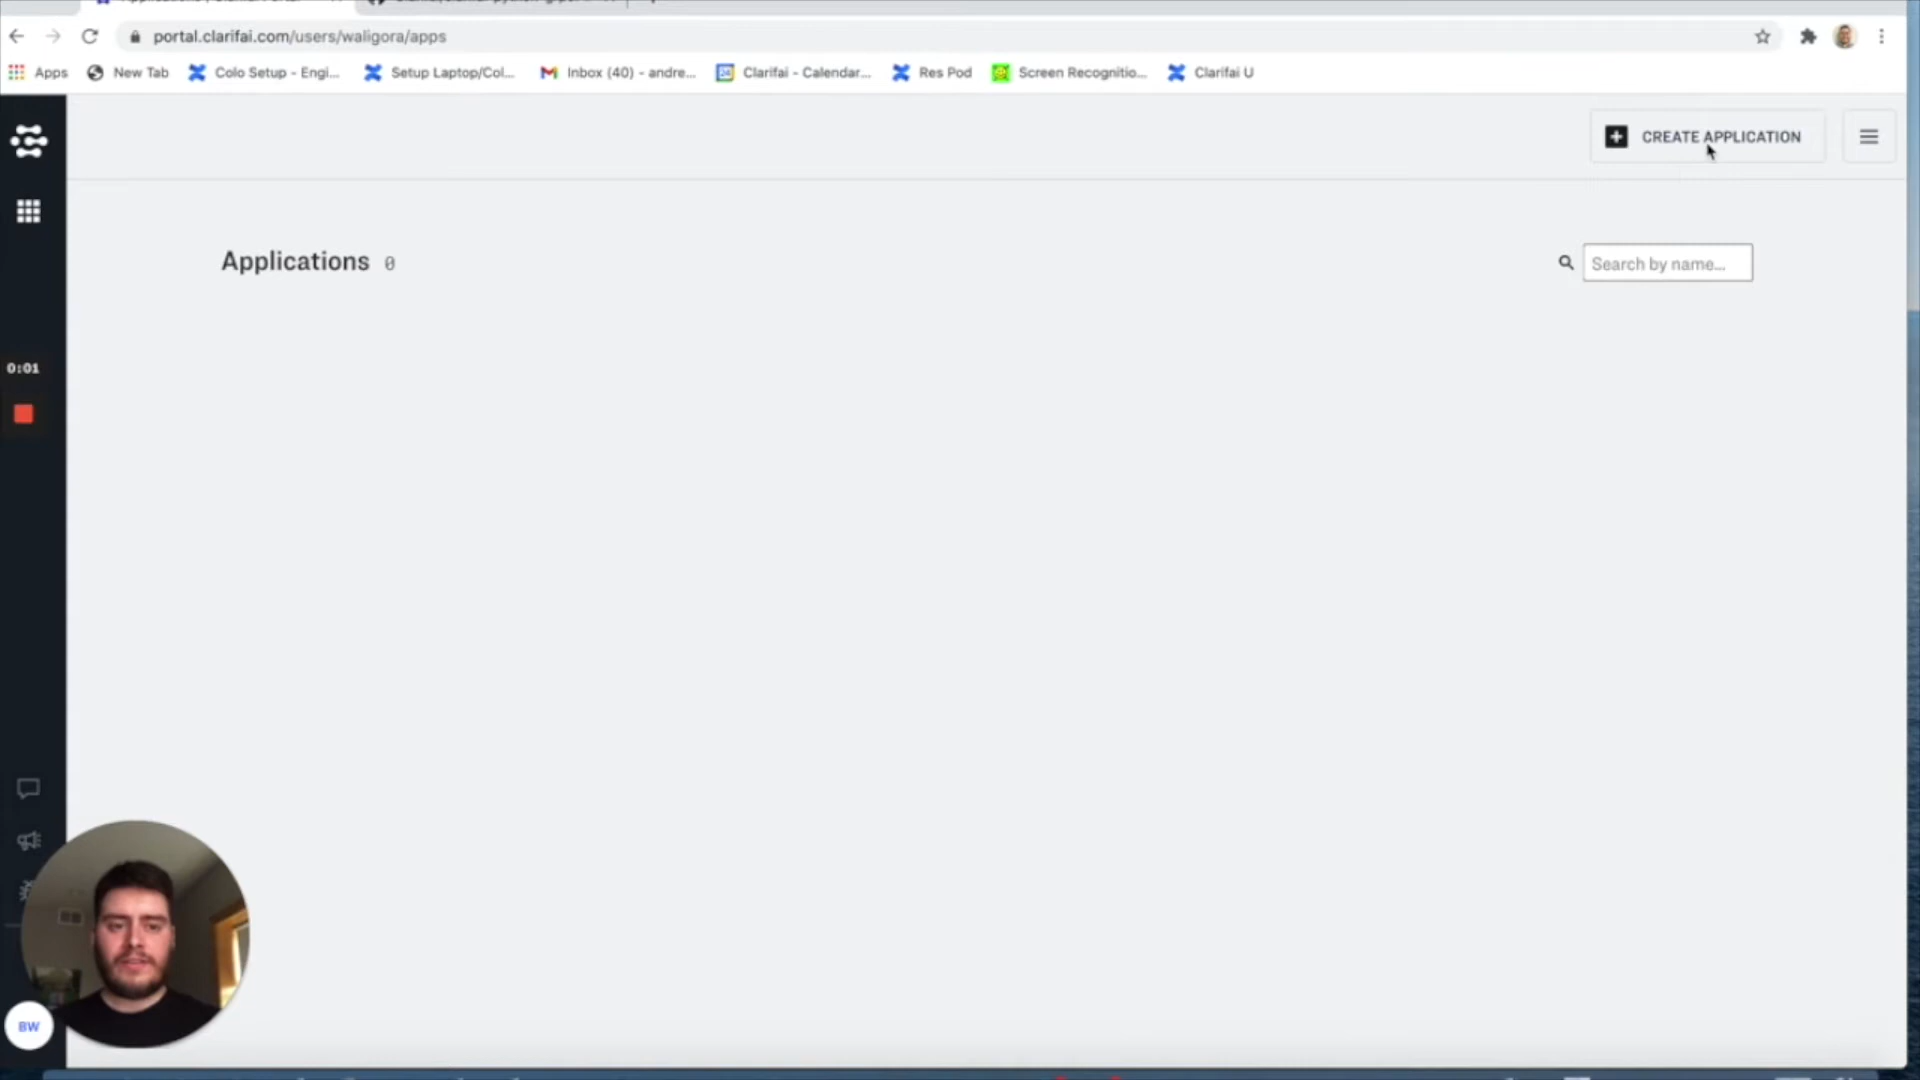 portal.clarifai.com/users/waligora/apps
Apps New Tab Colo Setup - Engi... Setup Laptop/Col... Inbox (40) - andre... Clarifai - Calendar... Res Pod Screen Recognitio... Clarifai U
CREATE APPLICATION
Applications 0
Search by name...
0:01
BW